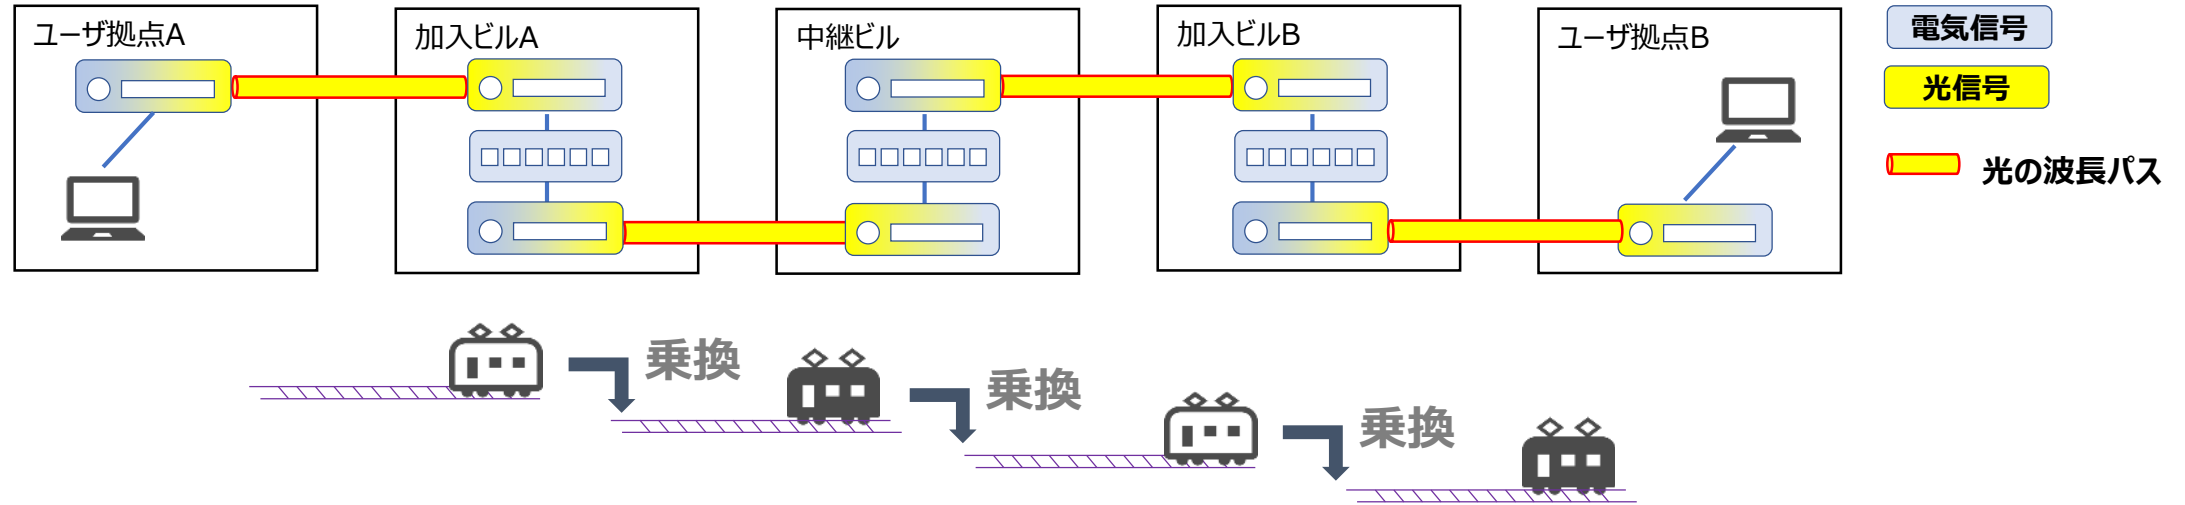 ユーザ拠点A
加入ビルA
中継ビル
加入ビルB
ユーザ拠点B
電気信号
光信号
光の波長パス
乗換
乗換
乗換